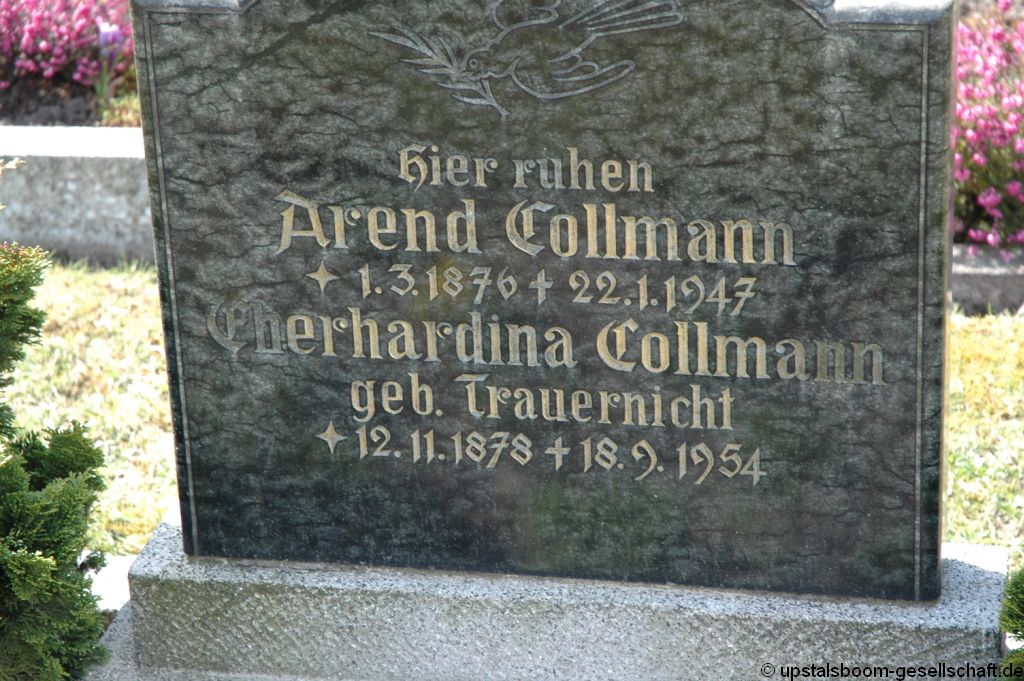 Hier ruhen
Arend Collmann
1.3.1876 † 22.1.1947
Eberhardina Collmann
geb. Trauernicht
12.11.1878 † 18.9.1954
© upstalsboom-gesellschaft.de